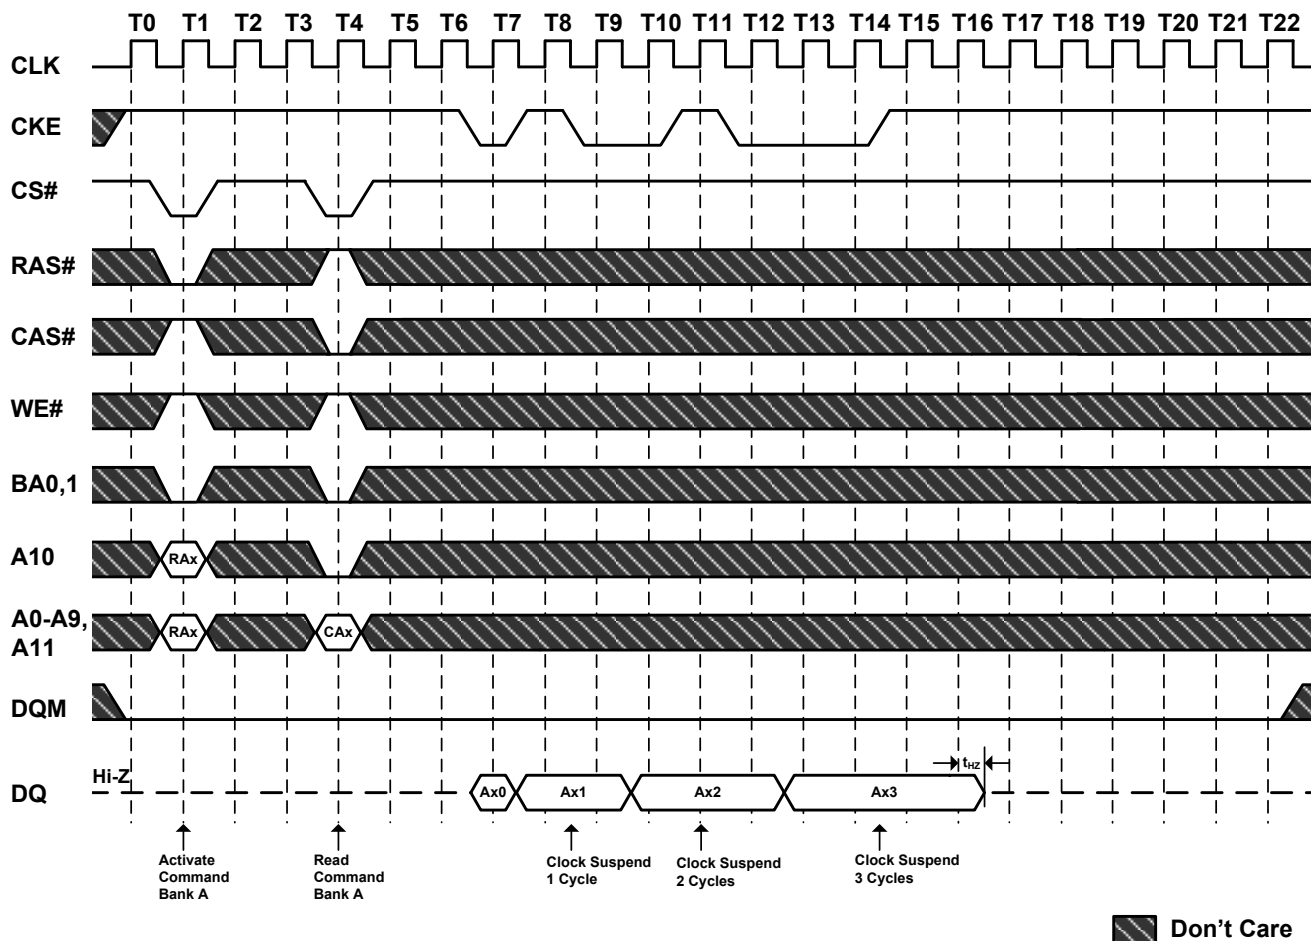 T0 T1 T2 T3 T4 T5 T6 T7 T8 T9 T10 T11 T12 T13 T14 T15 T16 T17 T18 T19 T20 T21 T22
CLK
CKE
CS#
RAS#
CAS#
WE#
BA0,1
A10
RAx
A0-A9,
A11
RAx
CAx
DQM
tHZ
Hi-Z
DQ
Ax0
Ax1
Ax2
Ax3
Activate
Command
Bank A
Read
Command
Bank A
Clock Suspend
1 Cycle
Clock Suspend
2 Cycles
Clock Suspend
3 Cycles
Don't Care